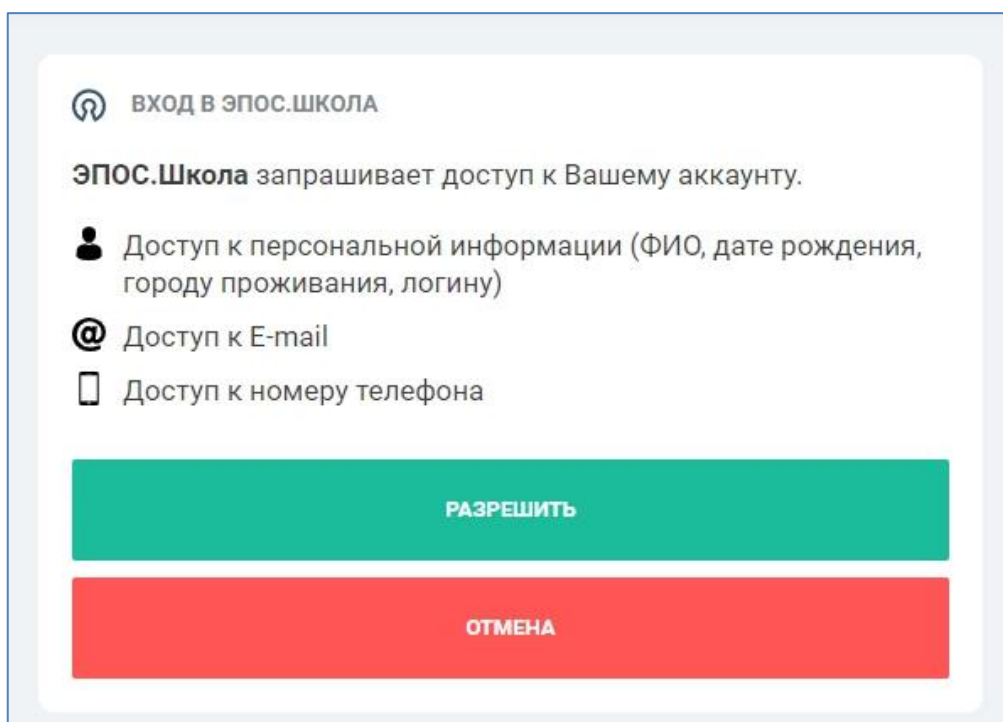 ВХОД В ЭПОС.ШКОЛА
ЭПОС.Школа запрашивает доступ к Вашему аккаунту.
Доступ к персональной информации (ФИО, дате рождения,
городу проживания, логину)
@ Доступ к E-mail
Доступ к номеру телефона
РАЗРЕШИТЬ
ОТМЕНА